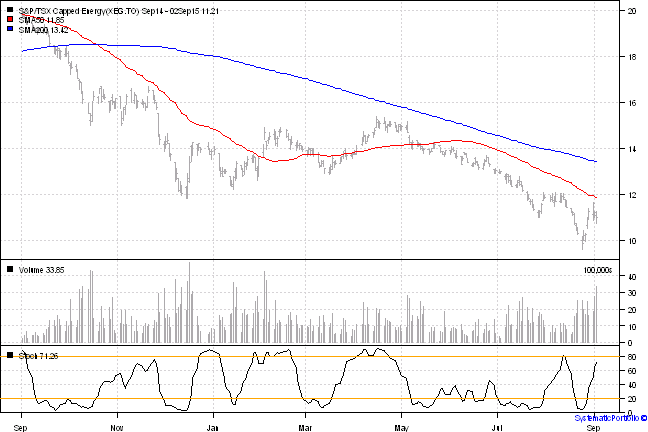 S&P/TSX Capped Energy(XEG.TO) Sep14 - 02Sep15 11.21
SMA50 11.85
SMA200 13.42
20
18
16
14
12
10
Volume 33.85
100,000s
40
30
20
10
0
Stoch 71.26
80
60
40
20
0
Sep Nov Jan Mar May Jul Sep
SystematicPortfolio ©